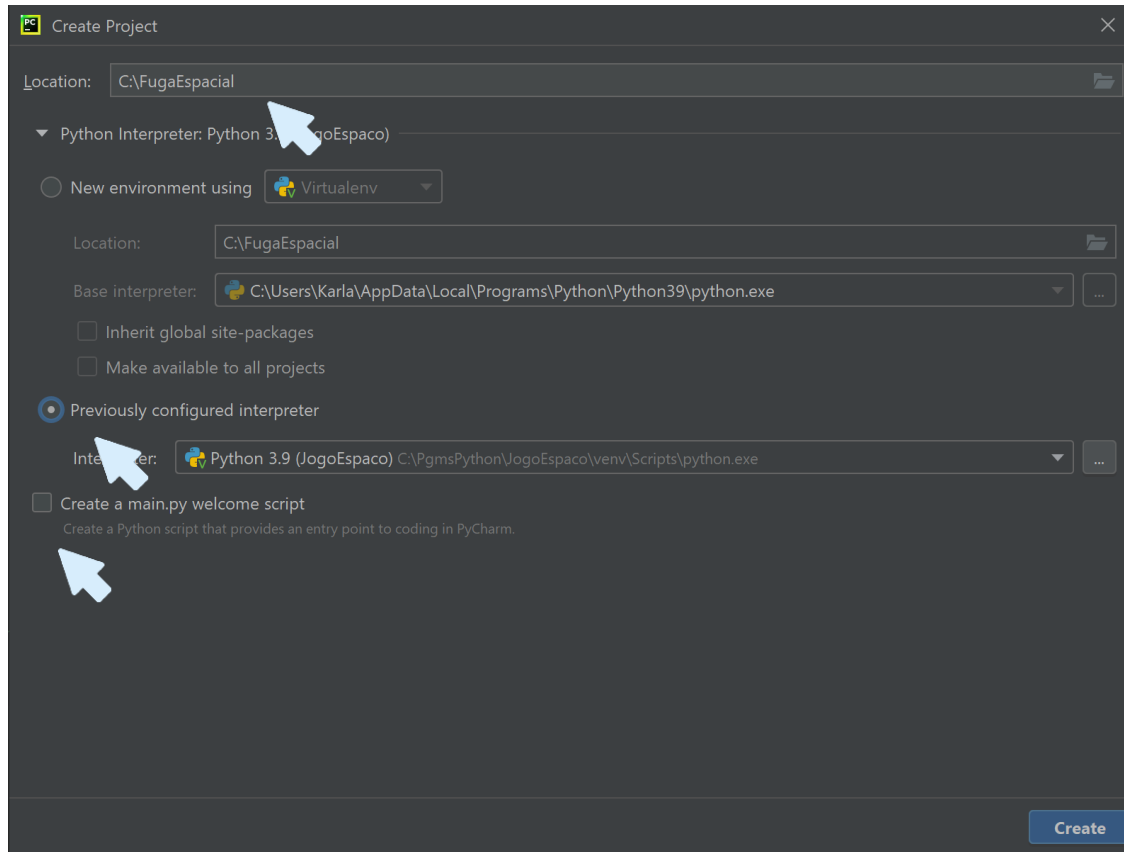 PC
Create Project
Location: C:\FugaEspacial
Python Interpreter: Python 3. goEspaco)
New environment using Virtualenv
Location: C:\FugaEspacial
Base interpreter: C:\Users\Karla\AppData\Local\Programs\Python\Python39\python.exe ...
Inherit global site-packages
Make available to all projects
Previously configured interpreter
Python 3.9 (JogoEspaco) C:\PgmsPython\JogoEspaco\venv\Scripts\python.exe ...
Create a main.py welcome script
Create a Python script that provides an entry point to coding in PyCharm.
Create